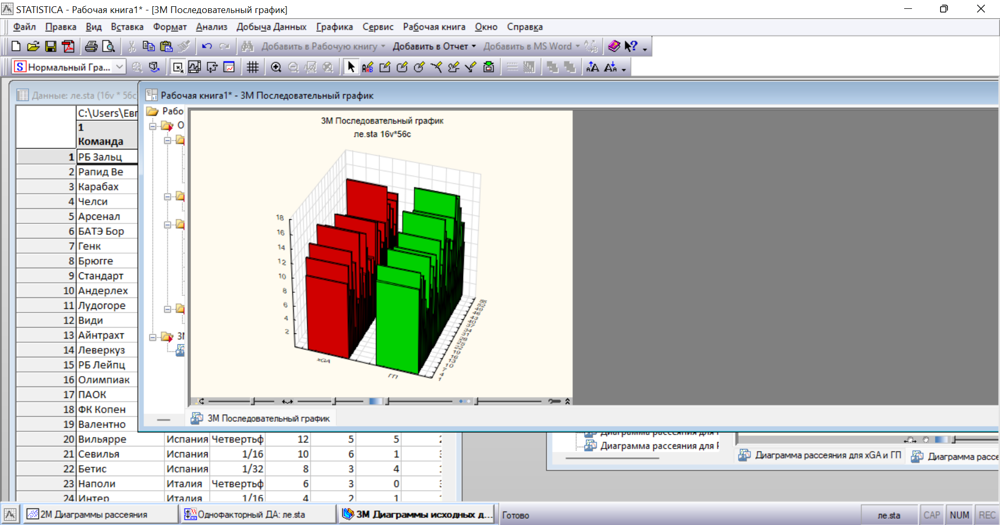 STATISTICA - Рабочая книга1* - [3М Последовательный график]
Файл Правка Вид Вставка Формат Анализ Добыча Данных Графика Сервис Рабочая книга Окно Справка
Добавить в Рабочую книгу Добавить в Отчет Добавить в MS Word
Нормальный Гра...
Данные: ле.sta (16v * 56c
Рабочая книга1* - 3М Последовательный график
C:\Users\Евг
Рабо
1
Команда
О
3М Последовательный график
ле.sta 16v*56c
1 РБ Зальц
2 Рапид Ве
3 Карабах
4 Челси
5 Арсенал
6 БАТЭ Бор
7 Генк
8 Брюгге
9 Стандарт
10 Андерлех
11 Лудогоре
12 Види
13 Айнтрахт
14 Леверкуз
15 РБ Лейпц
16 Олимпиак
17 ПАОК
18 ФК Копен
19 Валентно
18
16
14
12
10
8
6
4
2
xGA
ГП
3М Последовательный график
20 Вильярре Испания Четвертьф 12 5 5
21 Севилья Испания 1/16 10 6 1
22 Бетис Испания 1/32 8 3 4
23 Наполи Италия Четвертьф 6 3 0
24 Интер Италия 1/16 4 2 1
Диаграмма рассеяния для
Диаграмма рассеяния для
Диаграмма рассеяния для xGA и ГП
Диаграмма рассе
2М Диаграммы рассеяния
Однофакторный ДА: ле.sta
3М Диаграммы исходных д...
Готово
ле.sta
CAP NUM REC